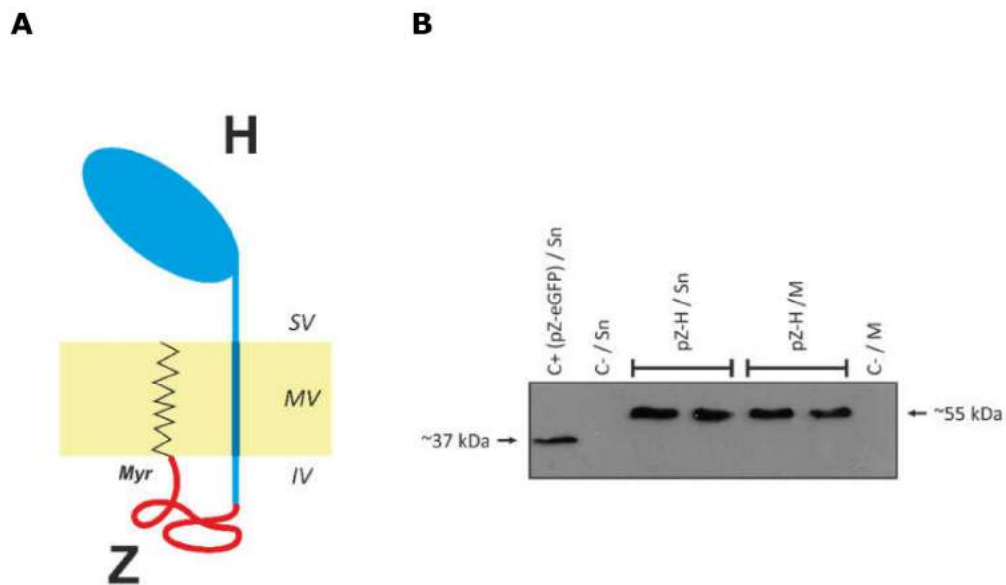 A
H
SV
MV
Myr
IV
Z
B
C+ (pZ-eGFP) / Sn
C- / Sn
pZ-H / Sn
pZ-H /M
C- / M
~37 kDa
~55 kDa